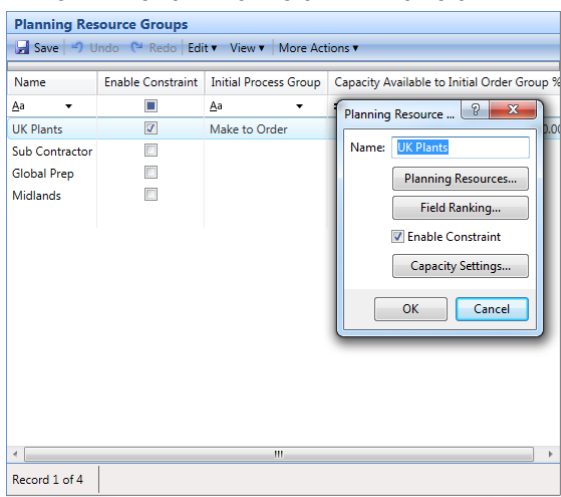 Planning Resource Groups
Save Undo Redo Edit View More Actions
Name Enable Constraint Initial Process Group Capacity Available to Initial Order Group %
Aa Aa =
UK Plants Make to Order 0.00
Sub Contractor
Global Prep
Midlands
Planning Resource ...
Name: UK Plants
Planning Resources...
Field Ranking...
Enable Constraint
Capacity Settings...
OK Cancel
Record 1 of 4